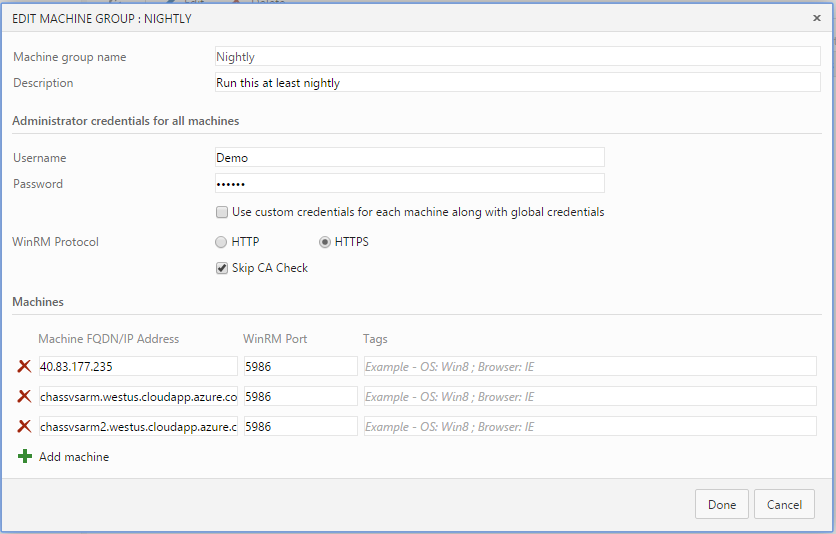 Delete
EDIT MACHINE GROUP : NIGHTLY
Machine group name Nightly
Description Run this at least nightly
Administrator credentials for all machines
Username Demo
Password ••••••
Use custom credentials for each machine along with global credentials
WinRM Protocol HTTP HTTPS
Skip CA Check
Machines
Machine FQDN/IP Address WinRM Port Tags
40.83.177.235 5986 Example - OS: Win8 ; Browser: IE
chassvsarm.westus.cloudapp.azure.co 5986 Example - OS: Win8 ; Browser: IE
chassvsarm2.westus.cloudapp.azure.c 5986 Example - OS: Win8 ; Browser: IE
Add machine
Done Cancel